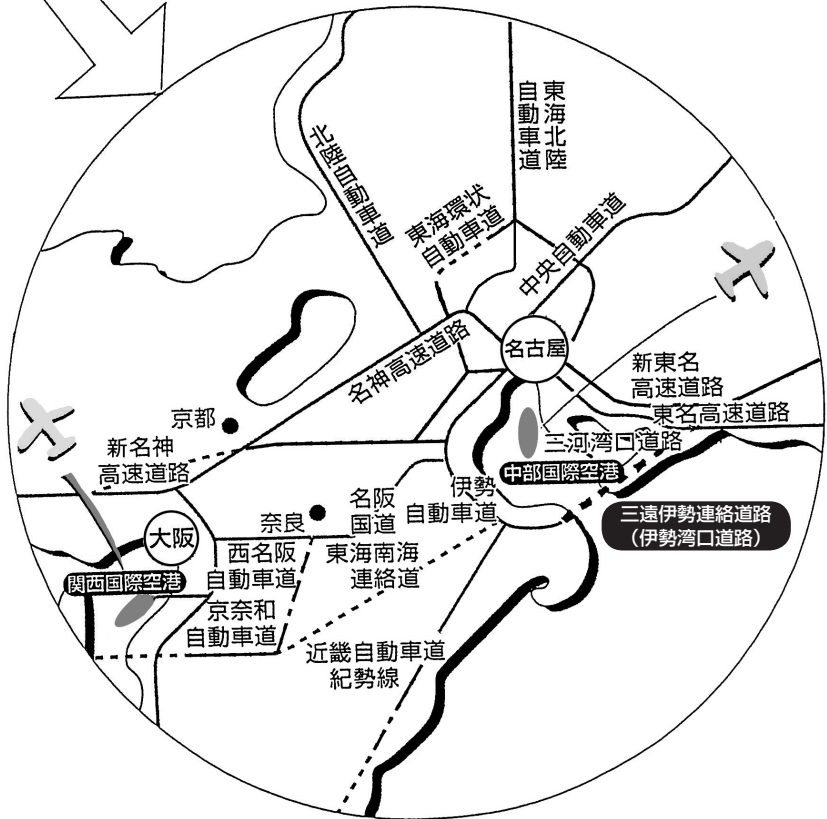 東海北陸
自動車道
北陸自動車道
東海環状
自動車道
中央自動車道
名古屋
名神高速道路
新東名
高速道路
東名高速道路
京都
三河湾口道路
新名神
高速道路
中部国際空港
伊勢
自動車道
名阪
国道
奈良
三遠伊勢連絡道路
(伊勢湾口道路)
大阪
西名阪
自動車道
東海南海
連絡道
関西国際空港
京奈和
自動車道
近畿自動車道
紀勢線